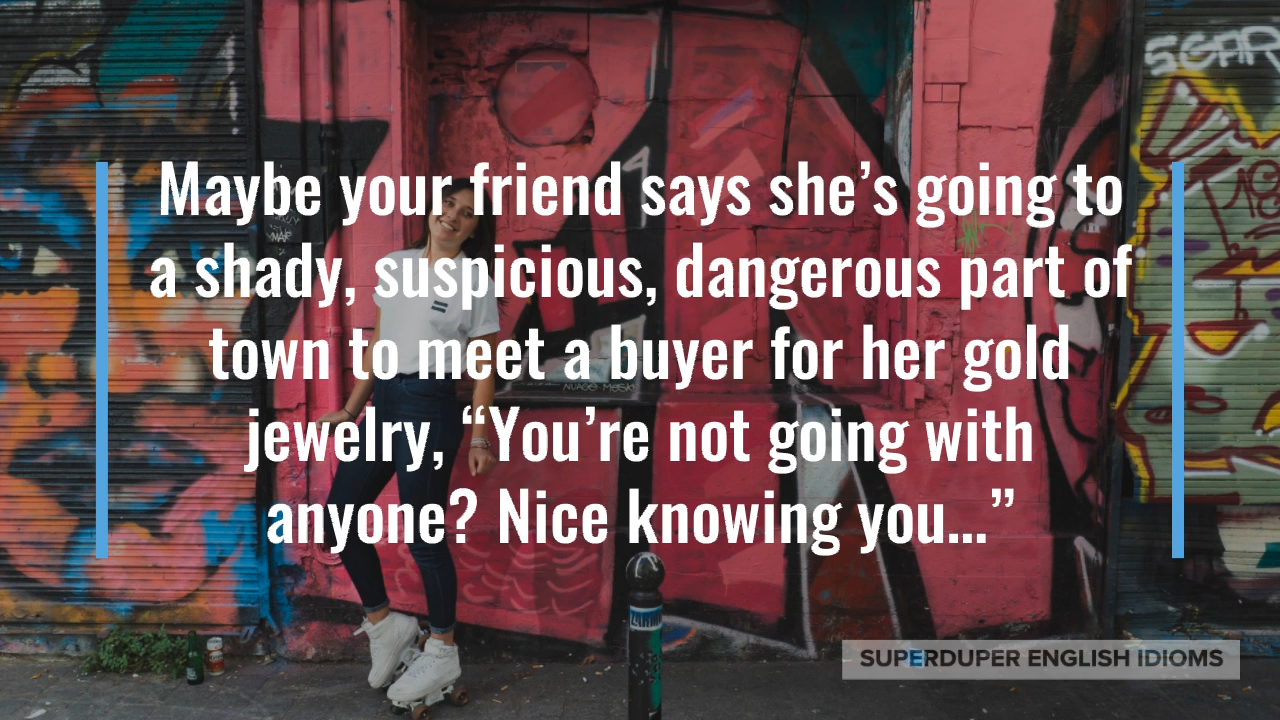 Maybe your friend says she’s going to
a shady, suspicious, dangerous part of
town to meet a buyer for her gold
jewelry, “You’re not going with
anyone? Nice knowing you...”
SUPERDUPER ENGLISH IDIOMS